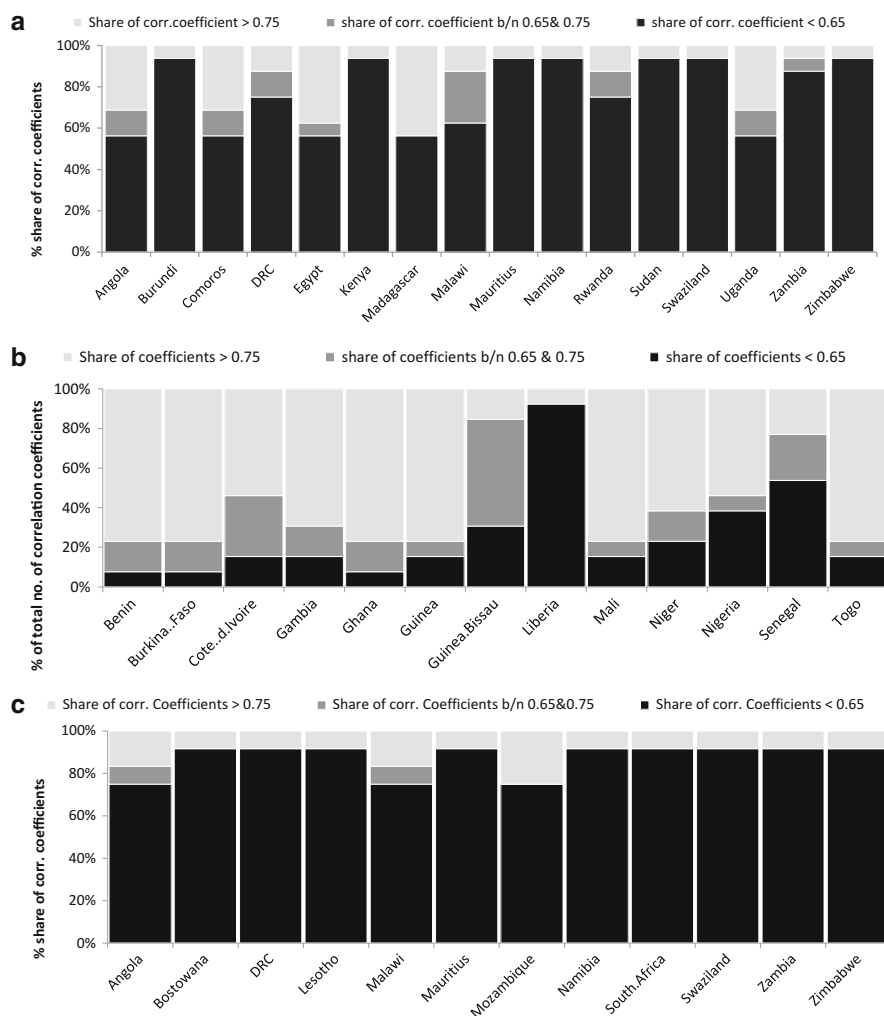 a
Share of corr.coefficient > 0.75 Share of corr. coefficient b/n 0.65& 0.75 Share of corr. coefficient < 0.65
% share of corr. coefficients
100%
80%
60%
40%
20%
0%
Angola Burundi Comoros DRC Egypt Kenya Madagascar Malawi Mauritius Namibia Rwanda Sudan Swaziland Uganda Zambia Zimbabwe
b
Share of coefficients > 0.75 share of coefficients b/n 0.65 & 0.75 share of coefficients < 0.65
% of total no. of correlation coefficients
100%
80%
60%
40%
20%
0%
Benin Burkina..Faso Cote..d.Ivoire Gambia Ghana Guinea Guinea.Bissau Liberia Mali Niger Nigeria Senegal Togo
c
Share of corr. Coefficients > 0.75 Share of corr. Coefficients b/n 0.65&0.75 Share of corr. Coefficients < 0.65
% share of corr. coefficients
100%
80%
60%
40%
20%
0%
Angola Bostowana DRC Lesotho Malawi Mauritius Mozambique Namibia South.Africa Swaziland Zambia Zimbabwe